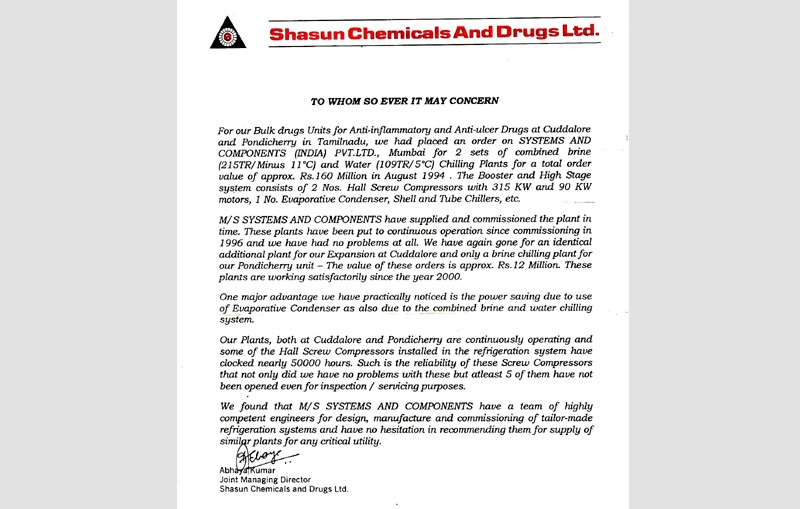 Shasun Chemicals And Drugs Ltd.
TO WHOM SO EVER IT MAY CONCERN
For our Bulk drugs Units for Anti-inflammatory and Anti-ulcer Drugs at Cuddalore
and Pondicherry in Tamilnadu, we had placed an order on SYSTEMS AND
COMPONENTS (INDIA) PVT.LTD., Mumbai for 2 sets of combined brine
(215TR/Minus 11°C) and Water (109TR/5°C) Chilling Plants for a total order
value of approx. Rs.160 Million in August 1994 . The Booster and High Stage
system consists of 2 Nos. Hall Screw Compressors with 315 KW and 90 KW
motors, 1 No. Evaporative Condenser, Shell and Tube Chillers, etc.
M/S SYSTEMS AND COMPONENTS have supplied and commissioned the plant in
time. These plants have been put to continuous operation since commissioning in
1996 and we have had no problems at all. We have again gone for an identical
additional plant for our Expansion at Cuddalore and only a brine chilling plant for
our Pondicherry unit – The value of these orders is approx. Rs.12 Million. These
plants are working satisfactorily since the year 2000.
One major advantage we have practically noticed is the power saving due to use
of Evaporative Condenser as also due to the combined brine and water chilling
system.
Our Plants, both at Cuddalore and Pondicherry are continuously operating and
some of the Hall Screw Compressors installed in the refrigeration system have
clocked nearly 50000 hours. Such is the reliability of these Screw Compressors
that not only did we have no problems with these but atleast 5 of them have not
been opened even for inspection / servicing purposes.
We found that M/S SYSTEMS AND COMPONENTS have a team of highly
competent engineers for design, manufacture and commissioning of tailor-made
refrigeration systems and have no hesitation in recommending them for supply of
similar plants for any critical utility.
Abhaya Kumar
Joint Managing Director
Shasun Chemicals and Drugs Ltd.